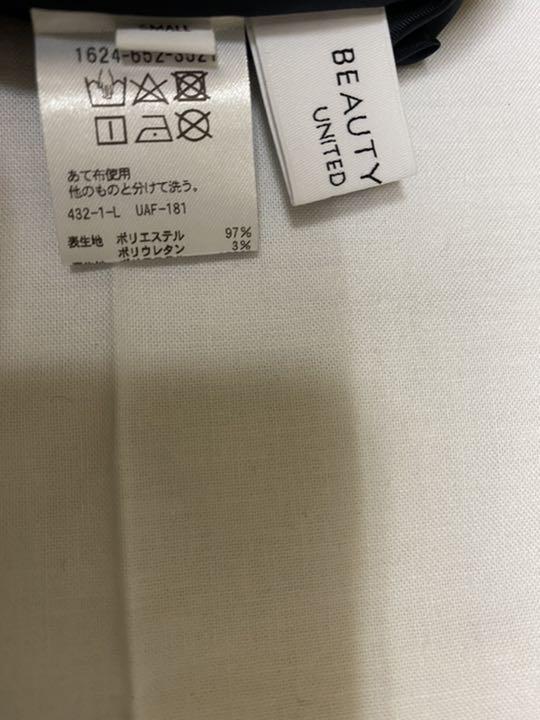 SMALL
1624-652-3021
あて布使用
他のものと分けて洗う。
432-1-L UAF-181
表生地 ポリエステル 97%
ポリウレタン 3%
BEAUTY
UNITED